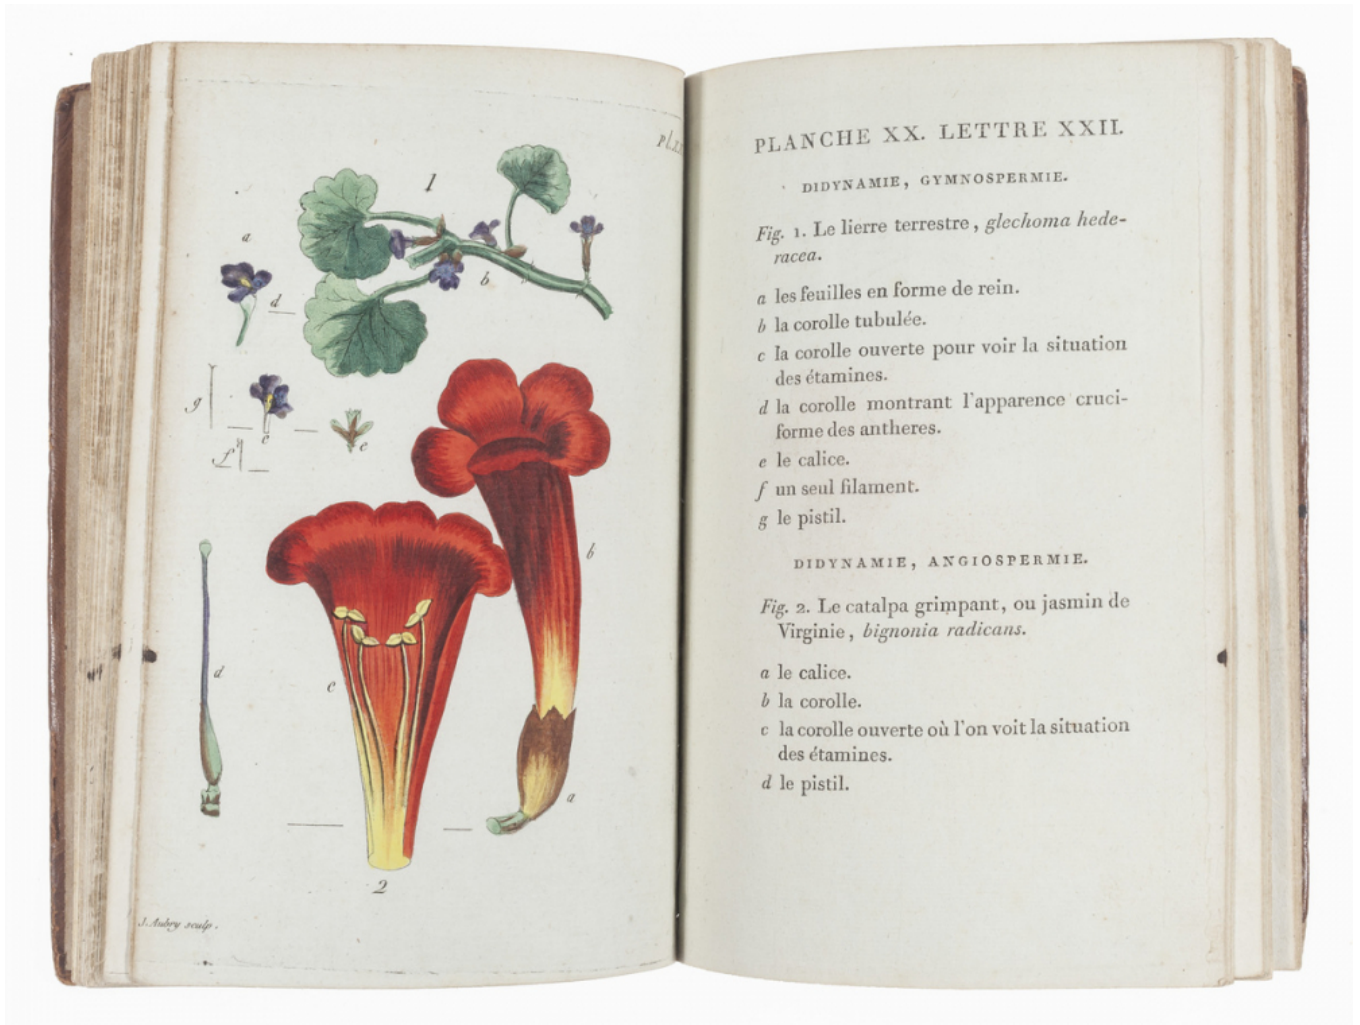 1
a
b
d
g
c
e
f
b
d
c
a
2
J. Aubry sculp.
PLANCHE XX. LETTRE XXII.
DIDYNAMIE, GYMNOSPERMIE.
Fig. 1. Le lierre terrestre, glechoma hede-
racea.
a les feuilles en forme de rein.
b la corolle tubulée.
c la corolle ouverte pour voir la situation
des étamines.
d la corolle montrant l'apparence cruci-
forme des antheres.
e le calice.
f un seul filament.
g le pistil.
DIDYNAMIE, ANGIOSPERMIE.
Fig. 2. Le catalpa grimpant, ou jasmin de
Virginie, bignonia radicans.
a le calice.
b la corolle.
c la corolle ouverte où l'on voit la situation
des étamines.
d le pistil.